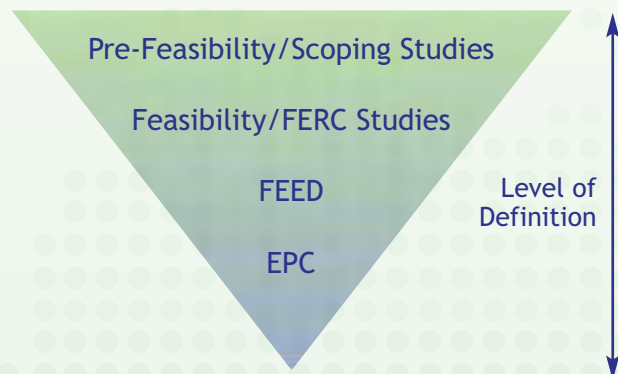 Pre-Feasibility/Scoping Studies
Feasibility/FERC Studies
FEED
EPC
Level of
Definition